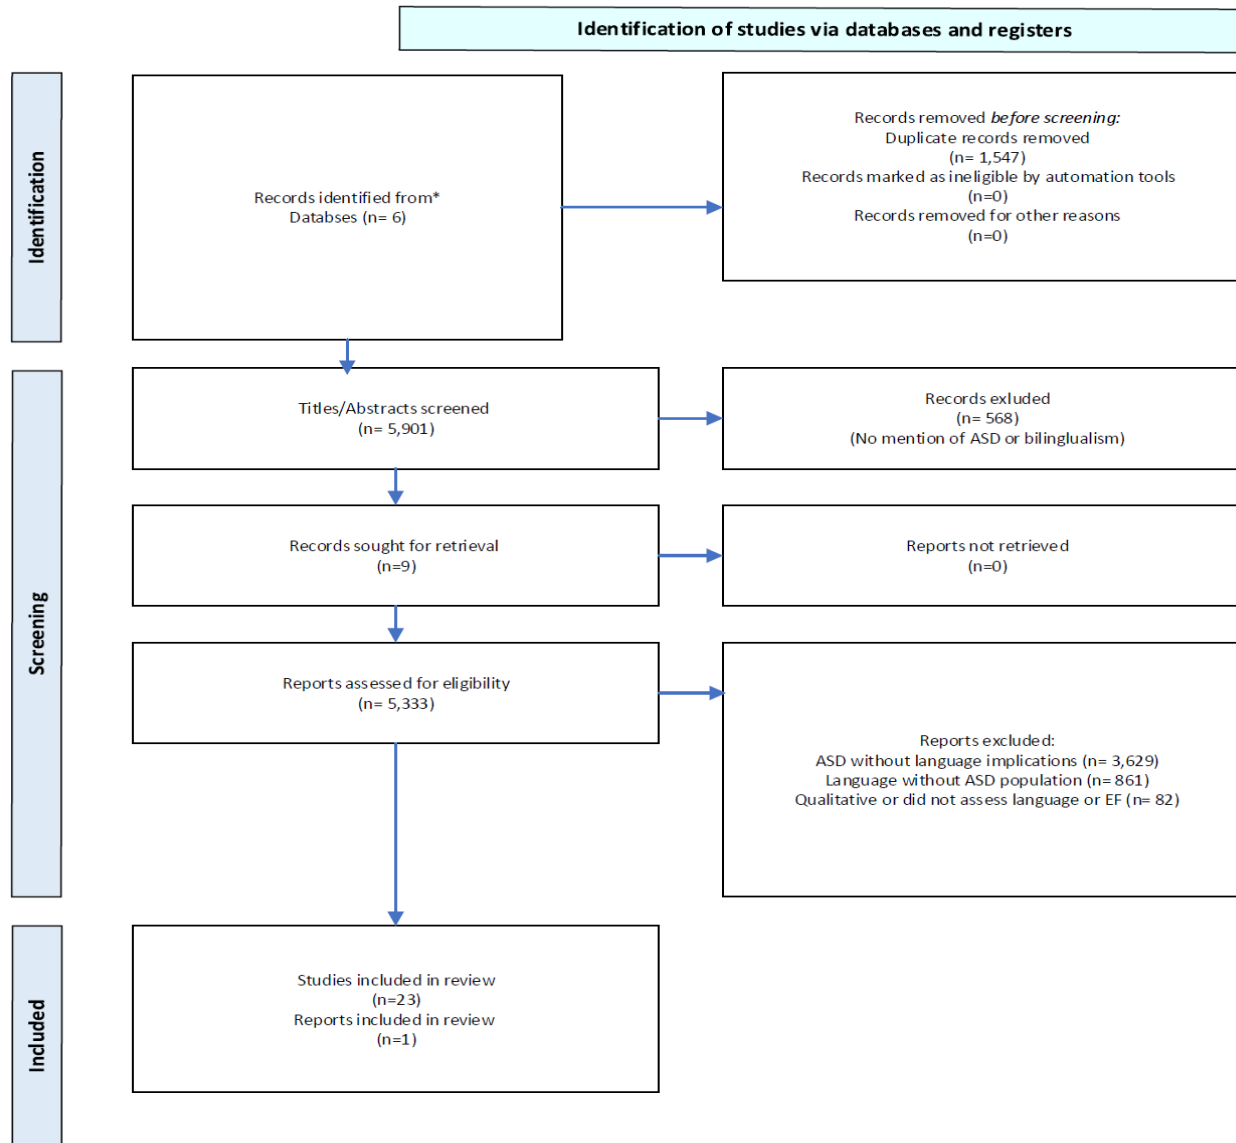 Identification of studies via databases and registers
Identification
Records identified from*
Databses (n= 6)
Records removed before screening:
Duplicate records removed
(n= 1,547)
Records marked as ineligible by automation tools
(n=0)
Records removed for other reasons
(n=0)
Screening
Titles/Abstracts screened
(n= 5,901)
Records exluded
(n= 568)
(No mention of ASD or bilinglualism)
Records sought for retrieval
(n=9)
Reports not retrieved
(n=0)
Reports assessed for eligibility
(n= 5,333)
Reports excluded:
ASD without language implications (n= 3,629)
Language without ASD population (n= 861)
Qualitative or did not assess language or EF (n= 82)
Included
Studies included in review
(n=23)
Reports included in review
(n=1)